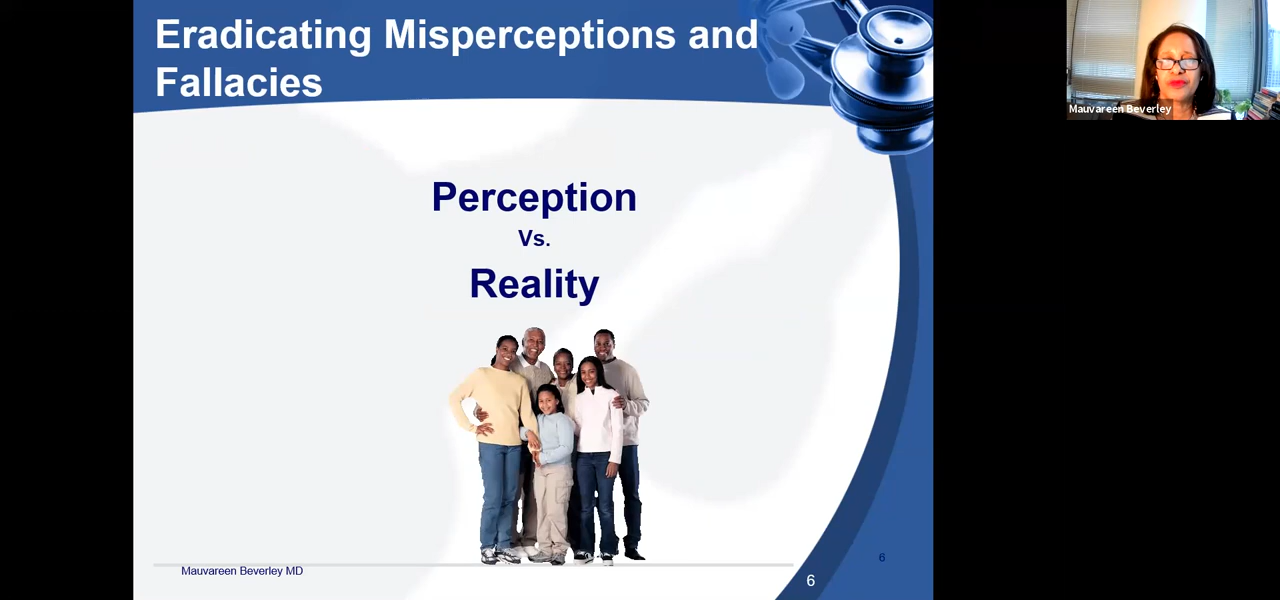 Eradicating Misperceptions and
Fallacies
Mauvareen Beverley
Perception
Vs.
Reality
6
Mauvareen Beverley MD
6